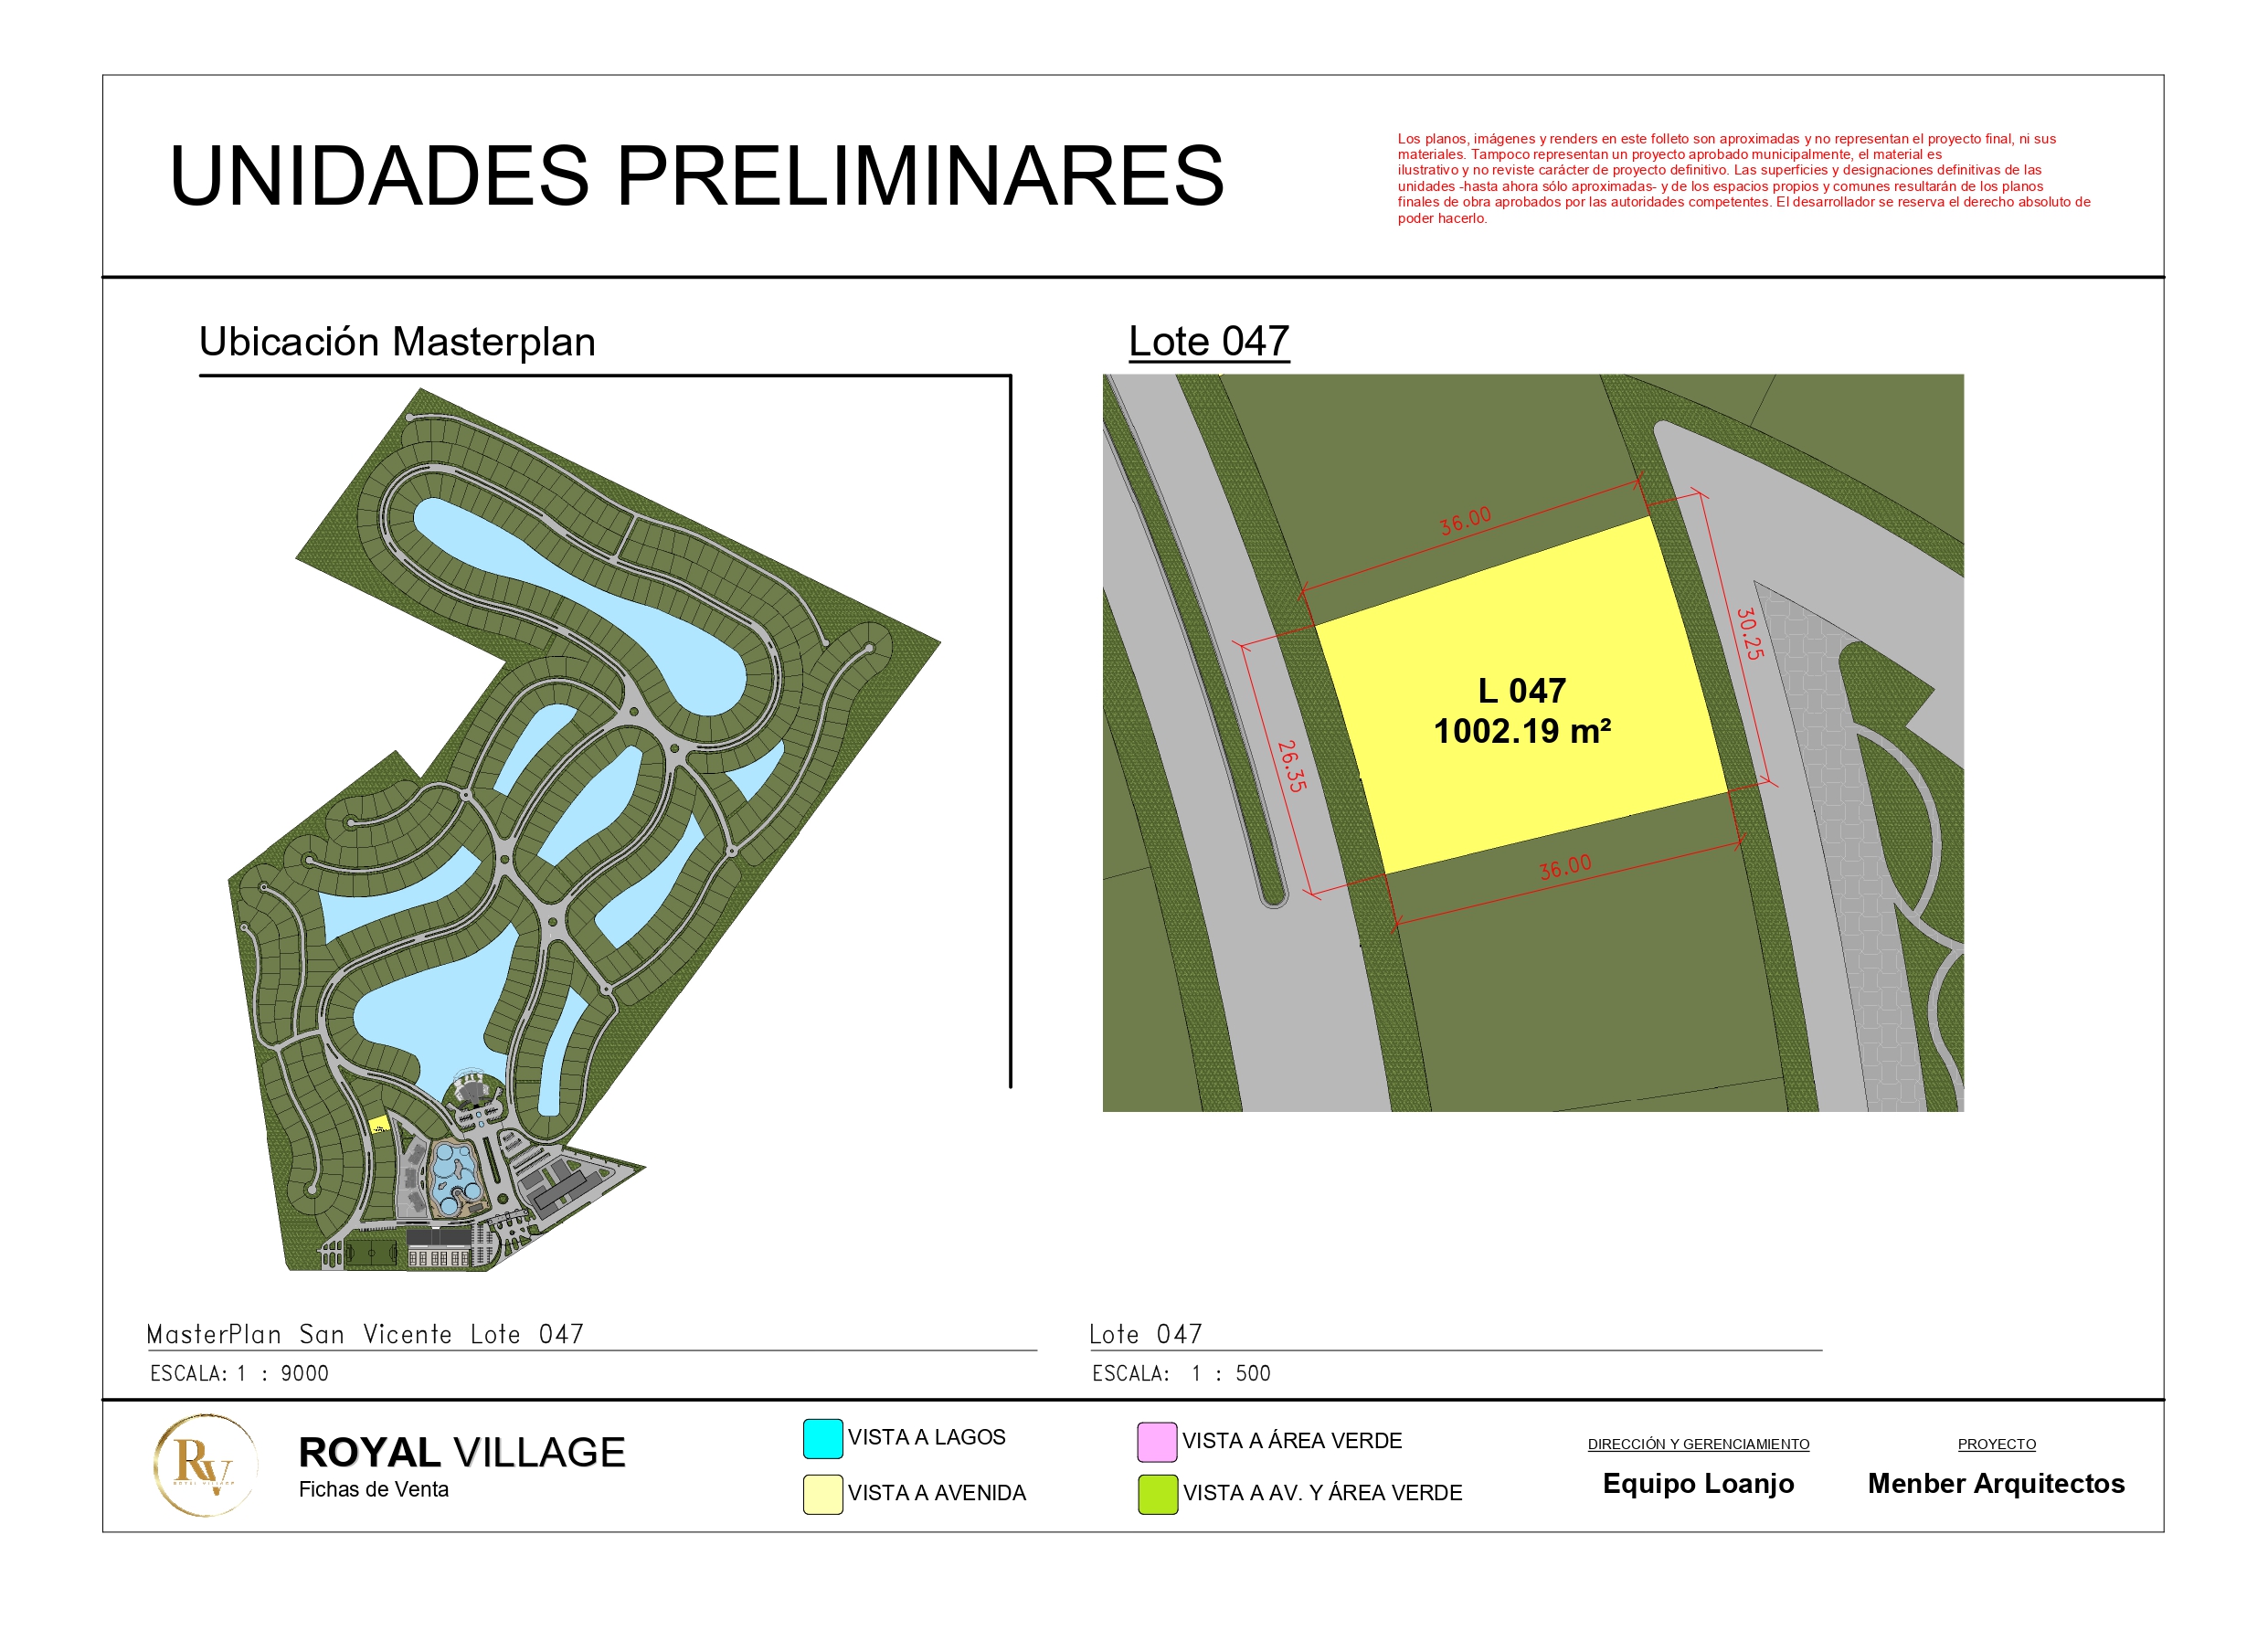 UNIDADES PRELIMINARES
Los planos, imágenes y renders en este folleto son aproximadas y no representan el proyecto final, ni sus
materiales. Tampoco representan un proyecto aprobado municipalmente, el material es
ilustrativo y no reviste carácter de proyecto definitivo. Las superficies y designaciones definitivas de las
unidades -hasta ahora sólo aproximadas- y de los espacios propios y comunes resultarán de los planos
finales de obra aprobados por las autoridades competentes. El desarrollador se reserva el derecho absoluto de
poder hacerlo.
Ubicación Masterplan
Lote 047
36.00
30.25
L 047
1002.19 m²
26.35
36.00
MasterPlan San Vicente Lote 047
ESCALA: 1 : 9000
Lote 047
ESCALA: 1 : 500
RV
ROYAL VILLAGE
ROYAL VILLAGE
Fichas de Venta
VISTA A LAGOS
VISTA A AVENIDA
VISTA A ÁREA VERDE
VISTA A AV. Y ÁREA VERDE
DIRECCIÓN Y GERENCIAMIENTO
Equipo Loanjo
PROYECTO
Menber Arquitectos